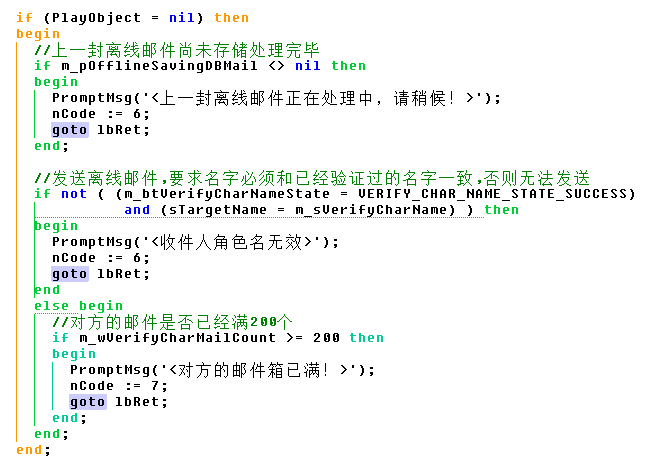 if (PlayObject = nil) then
begin
//上一封离线邮件尚未存储处理完毕
if m_pOfflineSavingDBMail <> nil then
begin
PromptMsg('<上一封离线邮件正在处理中，请稍候！>');
nCode := 6;
goto lbRet;
end;
//发送离线邮件,要求名字必须和已经验证过的名字一致,否则无法发送
if not ( (m_btVerifyCharNameState = VERIFY_CHAR_NAME_STATE_SUCCESS)
and (sTargetName = m_sVerifyCharName) ) then
begin
PromptMsg('<收件人角色名无效>');
nCode := 6;
goto lbRet;
end
else begin
//对方的邮件是否已经满200个
if m_wVerifyCharMailCount >= 200 then
begin
PromptMsg('<对方的邮件箱已满！>');
nCode := 7;
goto lbRet;
end;
end;
end;